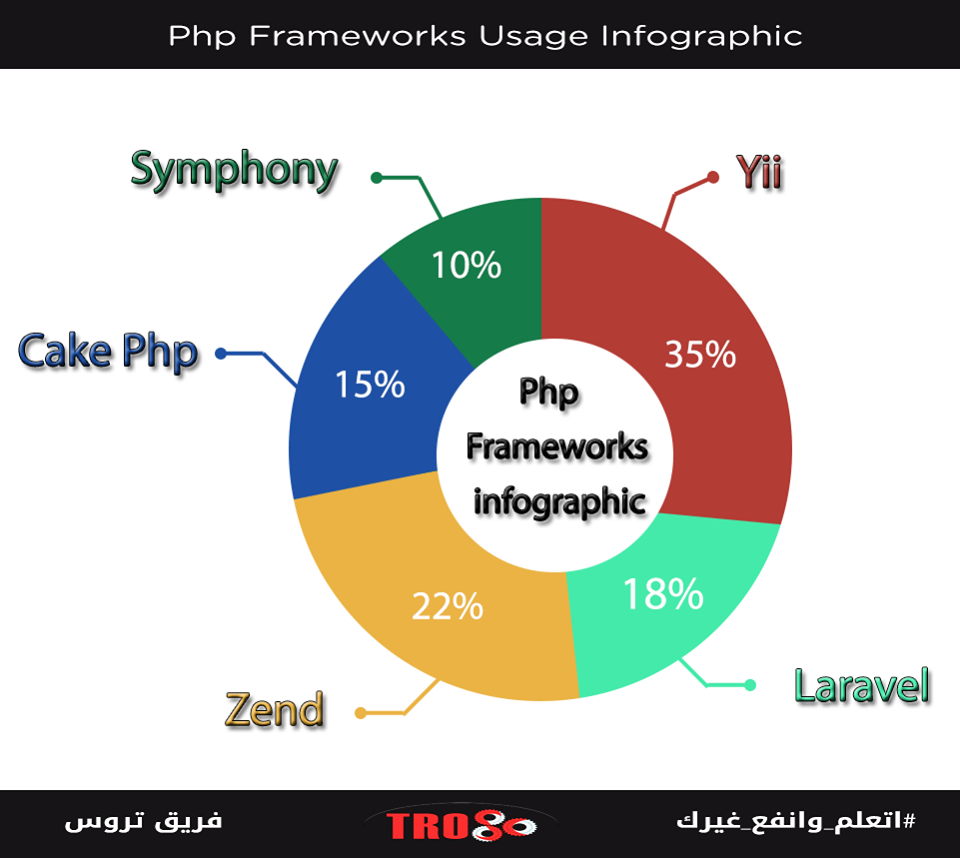 Php Frameworks Usage Infographic
Symphony
Yii
10%
Cake Php
15%
35%
Php
Frameworks
infographic
22%
18%
Zend
Laravel
#اتعلم_وانفع_غيرك
TROS
فريق تروس